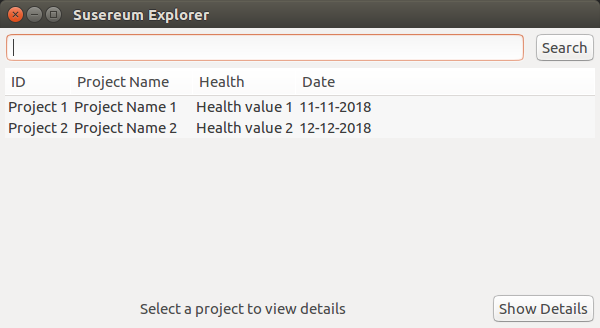 Susereum Explorer
Search
ID Project Name Health Date
Project 1 Project Name 1 Health value 1 11-11-2018
Project 2 Project Name 2 Health value 2 12-12-2018
Select a project to view details Show Details